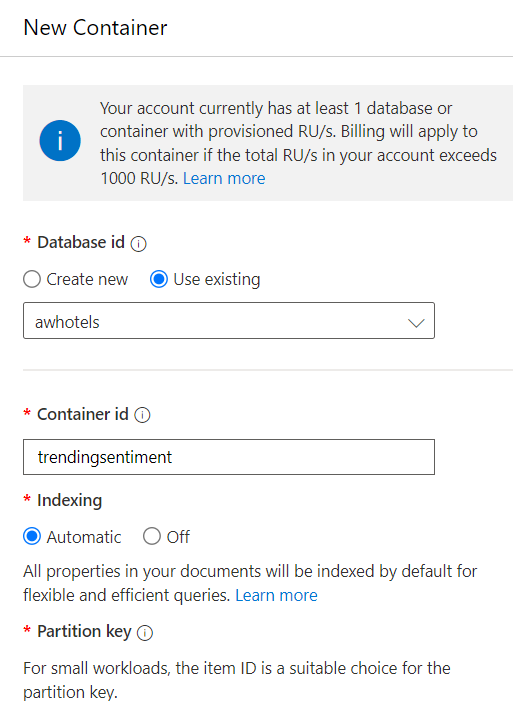 New Container
Your account currently has at least 1 database or
container with provisioned RU/s. Billing will apply to
this container if the total RU/s in your account exceeds
1000 RU/s. Learn more
* Database id
Create new Use existing
awhotels
* Container id
trendingsentiment
* Indexing
Automatic Off
All properties in your documents will be indexed by default for
flexible and efficient queries. Learn more
* Partition key
For small workloads, the item ID is a suitable choice for the
partition key.